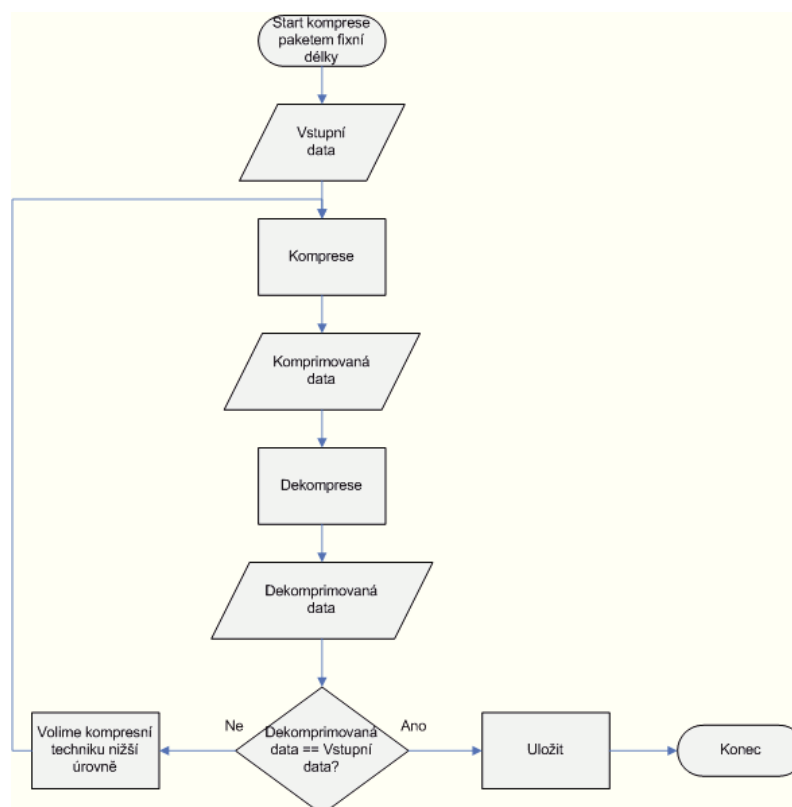 Start komprese
paketem fixní
délky
Vstupní
data
Komprese
Komprimovaná
data
Dekomprese
Dekomprimovaná
data
Dekomprimovaná
data == Vstupní
data?
Ne
Ano
Volime kompresní
techniku nižší
úrovně
Uložit
Konec